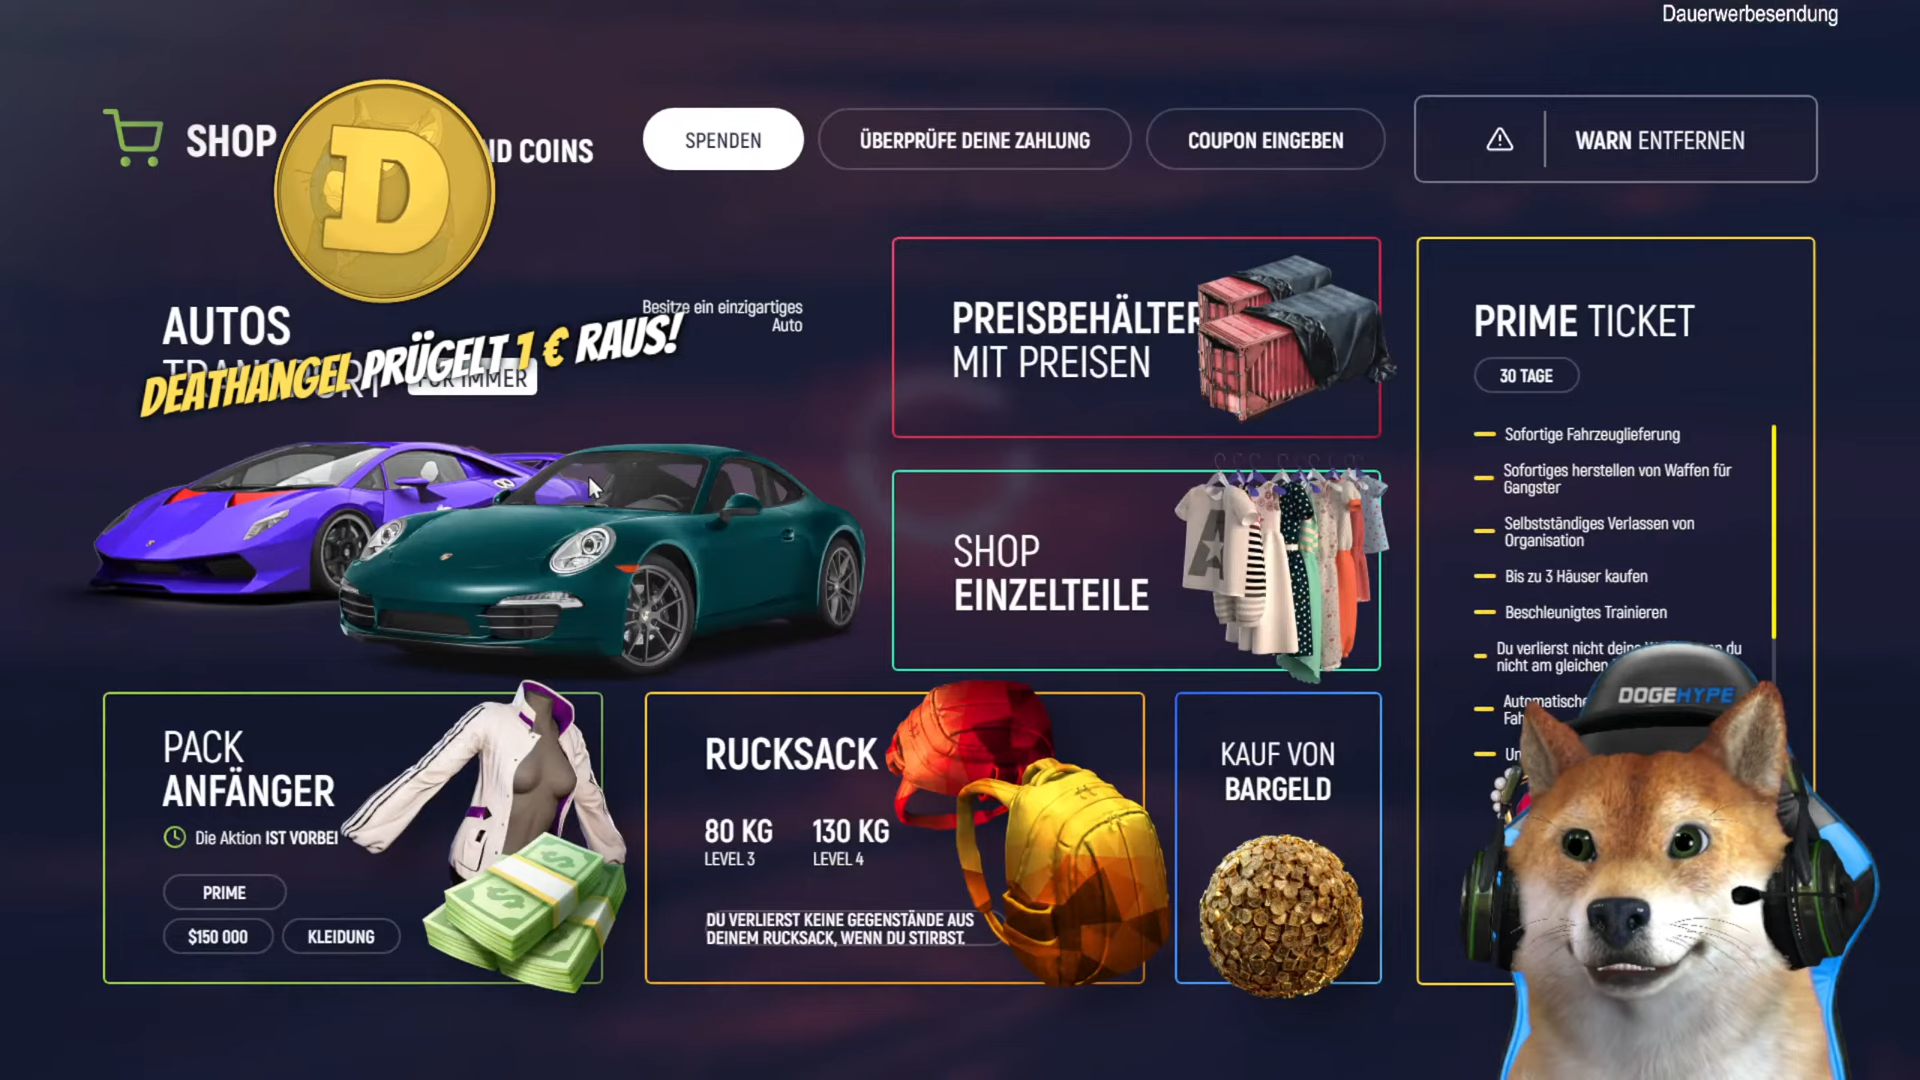 Dauerwerbesendung
SHOP
ND COINS
SPENDEN
ÜBERPRÜFE DEINE ZAHLUNG
COUPON EINGEBEN
WARN ENTFERNEN
D
AUTOS
Besitze ein einzigartiges
Auto
DEATHANGEL PRÜGELT 1 € RAUS!
IMMER
PREISBEHÄLTER
MIT PREISEN
SHOP
EINZELTEILE
PRIME TICKET
30 TAGE
Sofortige Fahrzeuglieferung
Sofortiges herstellen von Waffen für
Gangster
Selbstständiges Verlassen von
Organisation
Bis zu 3 Häuser kaufen
Beschleunigtes Trainieren
Du verlierst nicht deine du
nicht am gleichen
Automatische
PACK
ANFÄNGER
Die Aktion IST VORBEI
PRIME
$150 000
KLEIDUNG
RUCKSACK
80 KG
LEVEL 3
130 KG
LEVEL 4
DU VERLIERST KEINE GEGENSTÄNDE AUS
DEINEM RUCKSACK, WENN DU STIRBST.
KAUF VON
BARGELD
DOGEHYPE